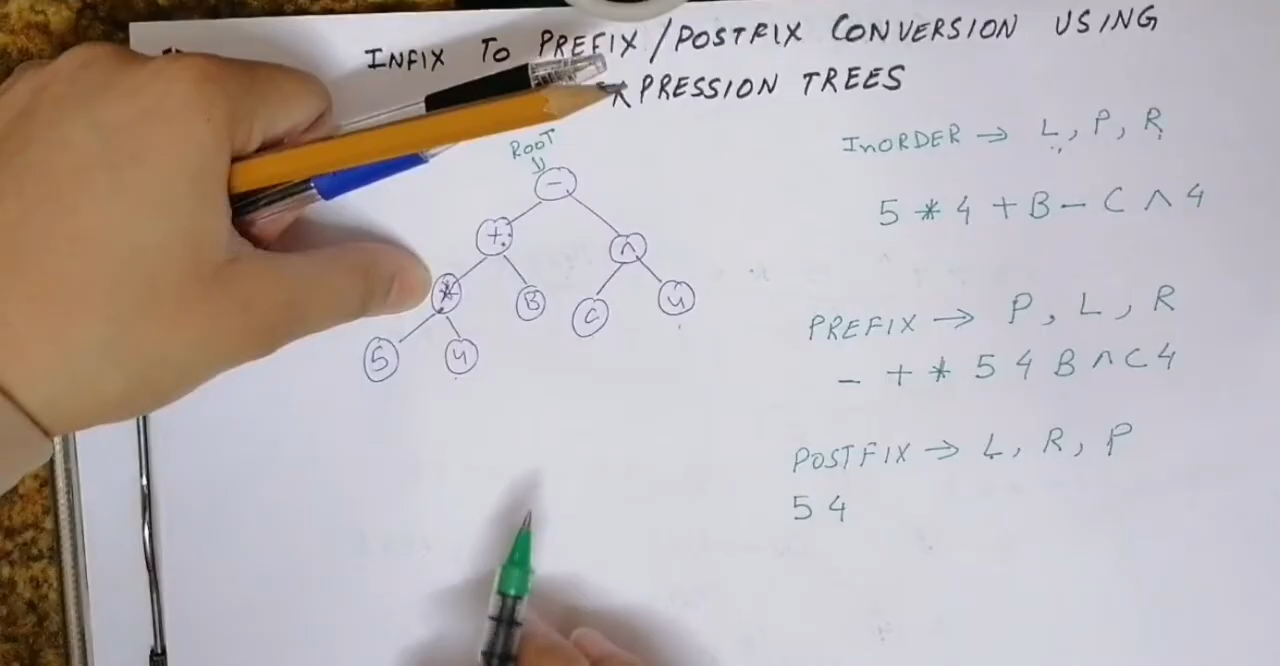 INFIX TO PREFIX/POSTFIX CONVERSION USING
PRESSION TREES
ROOT
-
+ ^
* B C 4
5 4
INORDER → L, P, R
5 * 4 + B - C ^ 4
PREFIX → P, L, R
- + * 5 4 B ^ C 4
POSTFIX → L, R, P
5 4